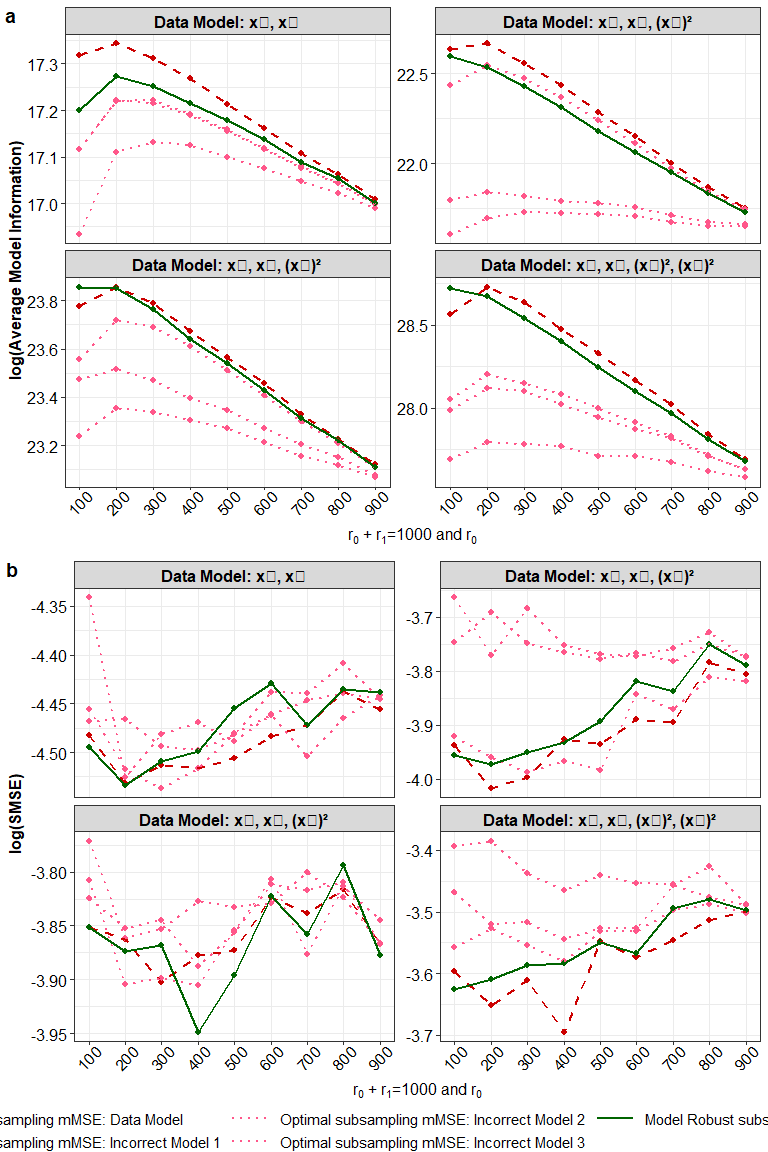 a
Data Model: x▯, x▯
Data Model: x▯, x▯, (x▯)²
17.3
17.2
17.1
17.0
22.5
22.0
Data Model: x▯, x▯, (x▯)²
Data Model: x▯, x▯, (x▯)², (x▯)²
23.8
23.6
23.4
23.2
28.5
28.0
log(Average Model Information)
100 200 300 400 500 600 700 800 900
100 200 300 400 500 600 700 800 900
r₀ + r₁=1000 and r₀
b
Data Model: x▯, x▯
Data Model: x▯, x▯, (x▯)²
-4.35
-4.40
-4.45
-4.50
-3.7
-3.8
-3.9
-4.0
Data Model: x▯, x▯, (x▯)²
Data Model: x▯, x▯, (x▯)², (x▯)²
-3.80
-3.85
-3.90
-3.95
-3.4
-3.5
-3.6
-3.7
log(SMSE)
100 200 300 400 500 600 700 800 900
100 200 300 400 500 600 700 800 900
r₀ + r₁=1000 and r₀
sampling mMSE: Data Model
Optimal subsampling mMSE: Incorrect Model 2
Model Robust subs
sampling mMSE: Incorrect Model 1
Optimal subsampling mMSE: Incorrect Model 3